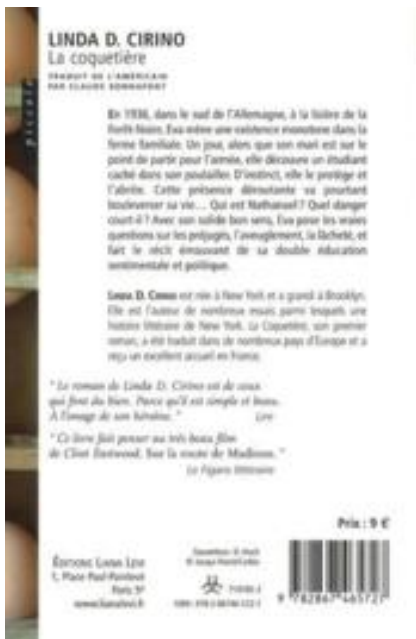 LINDA D. CIRINO
La coquetière
TRADUIT DE L'AMÉRICAIN
PAR CLAUDE BONNAFONT
piccolo
En 1936, dans le sud de l'Allemagne, à la lisière de la
Forêt-Noire, Eva mène une existence monotone dans la
ferme familiale. Un jour, alors que son mari est sur le
point de partir pour l'armée, elle découvre un étudiant
caché dans son poulailler. D'instinct, elle le protège et
l'abrite. Cette présence déroutante va pourtant
bouleverser sa vie… Qui est Nathanael ? Quel danger
court-il ? Avec son solide bon sens, Eva pose les vraies
questions sur les préjugés, l'aveuglement, la lâcheté, et
fait le récit émouvant de sa double éducation
sentimentale et politique.
LINDA D. CIRINO est née à New York et a grandi à Brooklyn.
Elle est l'auteur de nombreux essais parmi lesquels une
histoire littéraire de New York. La Coquetière, son premier
roman, a été traduit dans de nombreux pays d'Europe et a
reçu un excellent accueil en France.
" Le roman de Linda D. Cirino est de ceux
qui font du bien. Parce qu'il est simple et beau.
À l'image de son héroïne. "
Lire
" Ce livre fait penser au très beau film
de Clint Eastwood, Sur la route de Madison. "
Le Figaro littéraire
Prix : 9 €
ÉDITIONS LIANA LEVI
1, Place Paul-Painlevé
Paris 5e
www.lianalevi.fr
9 782867 465727